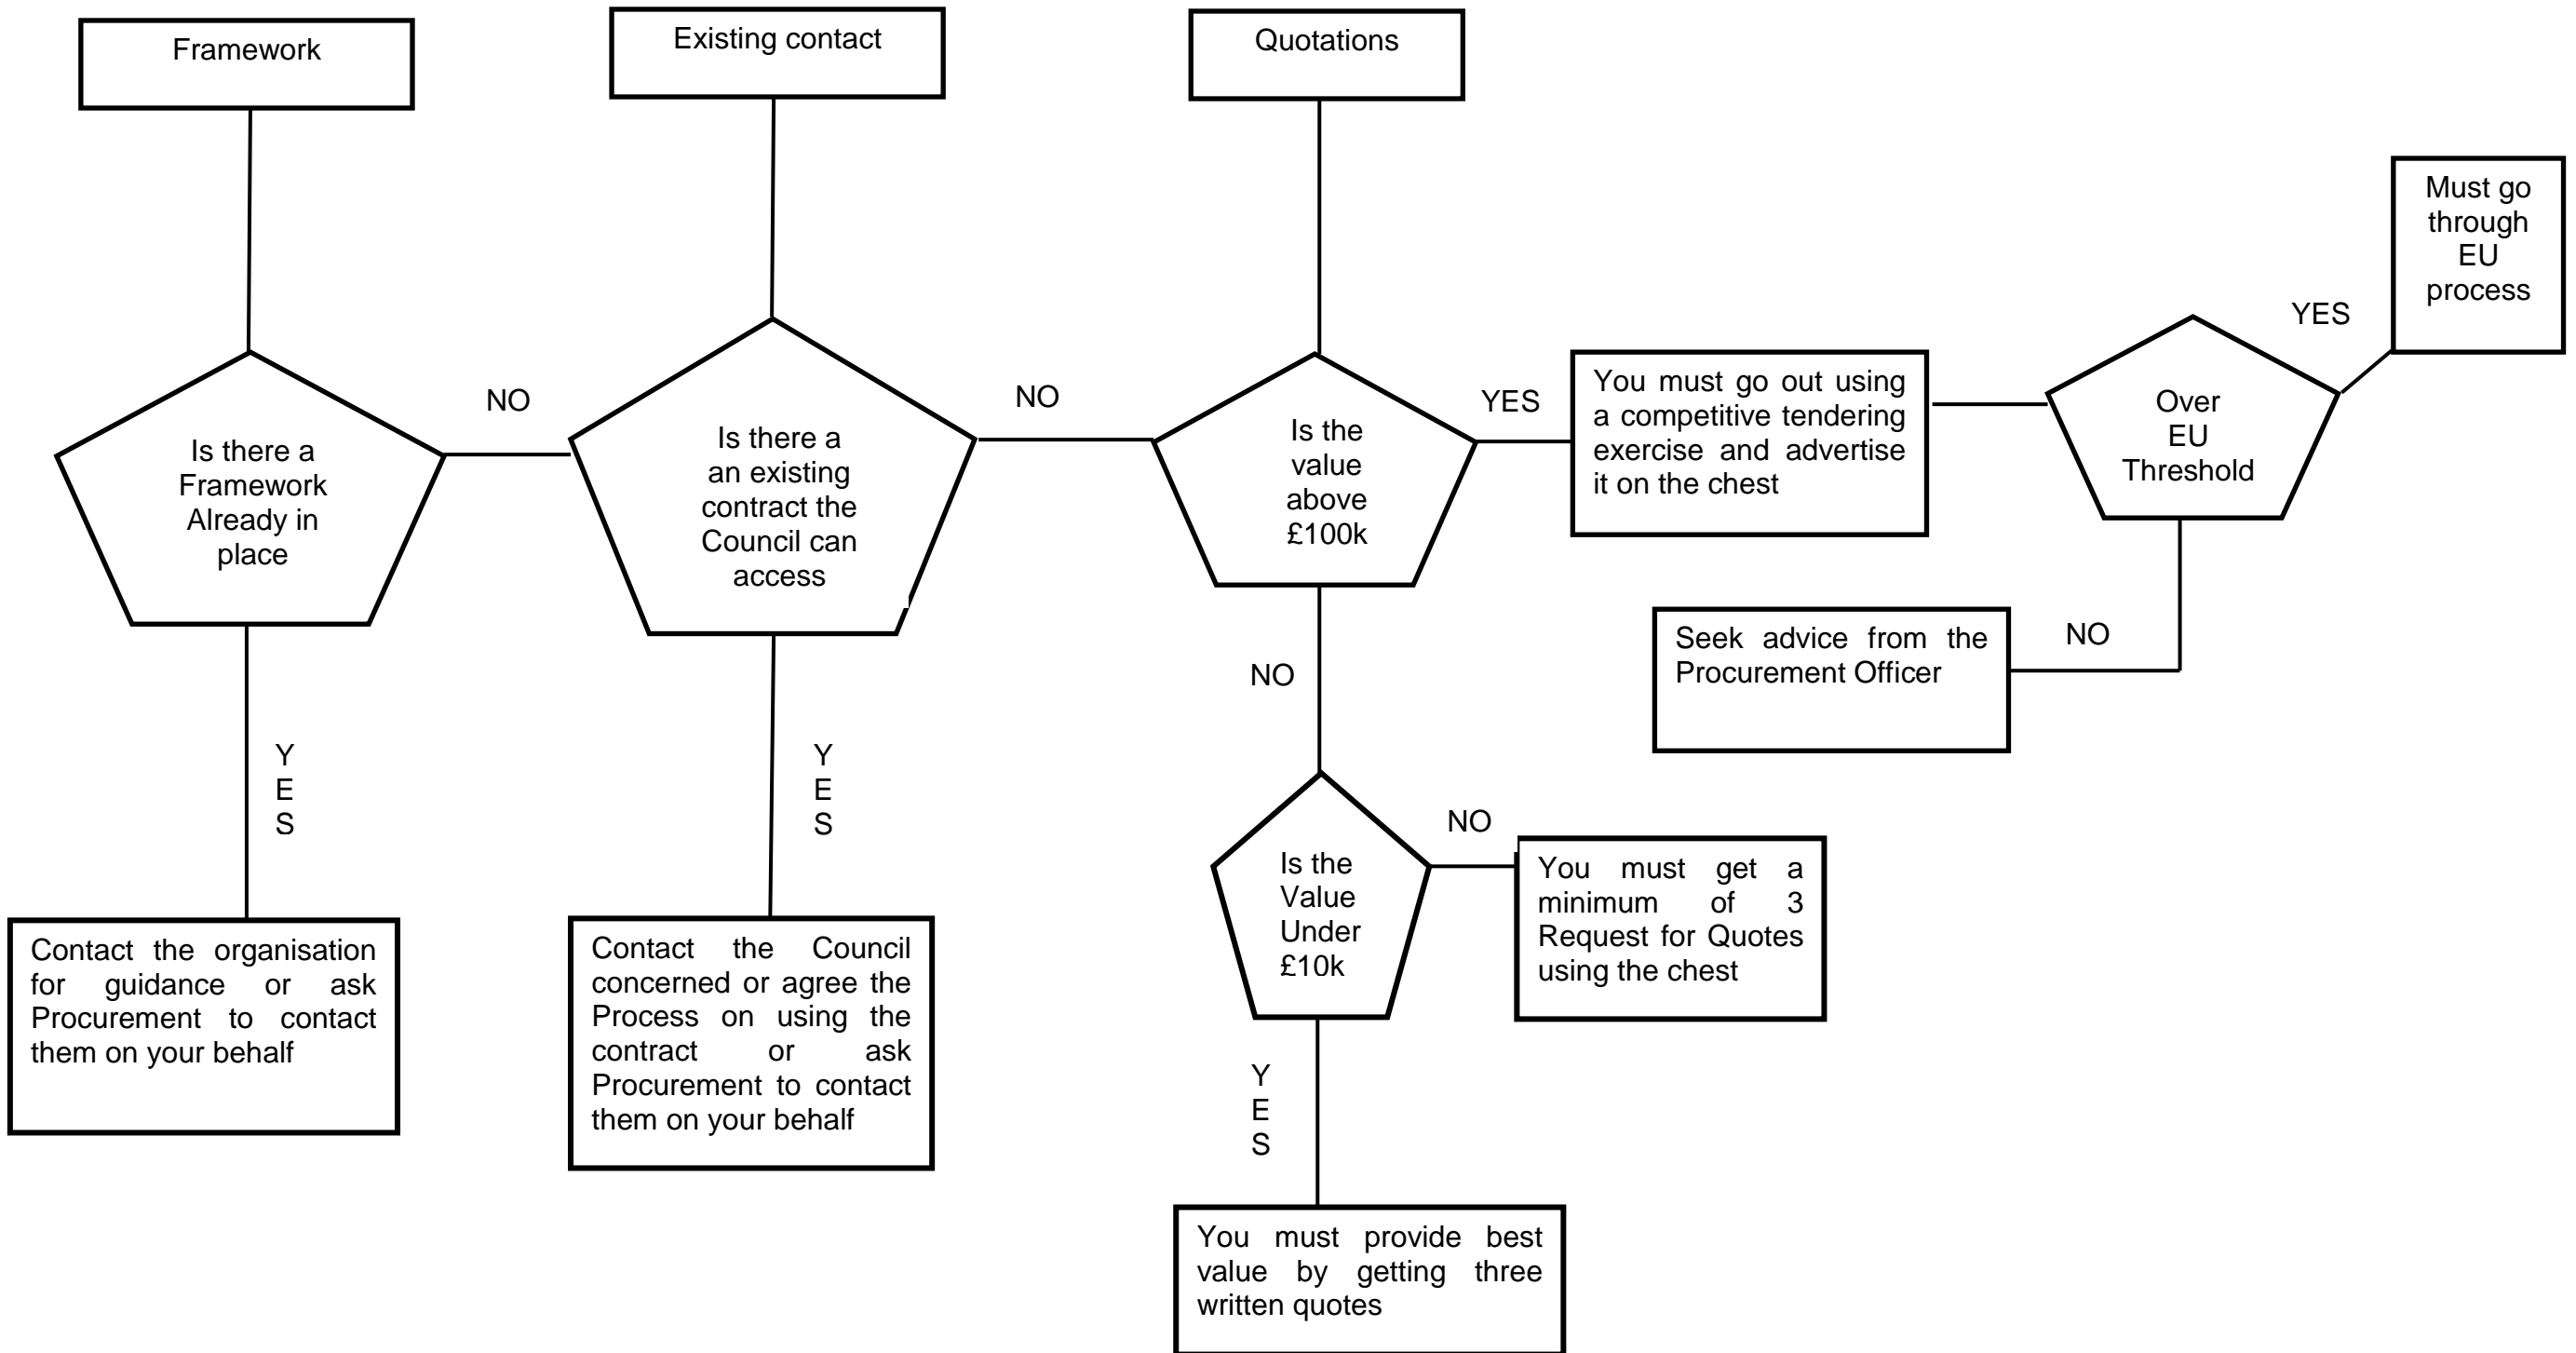 Framework
Existing contact
Quotations
Must go
through
EU
process
YES
Is there a
Framework
Already in
place
NO
Is there a
an existing
contract the
Council can
access
NO
Is the
value
above
£100k
YES
You must go out using
a competitive tendering
exercise and advertise
it on the chest
Over
EU
Threshold
NO
Seek advice from the
Procurement Officer
NO
Y
E
S
Y
E
S
Is the
Value
Under
£10k
NO
You must get a
minimum of 3
Request for Quotes
using the chest
Contact the organisation
for guidance or ask
Procurement to contact
them on your behalf
Contact the Council
concerned or agree the
Process on using the
contract or ask
Procurement to contact
them on your behalf
Y
E
S
You must provide best
value by getting three
written quotes